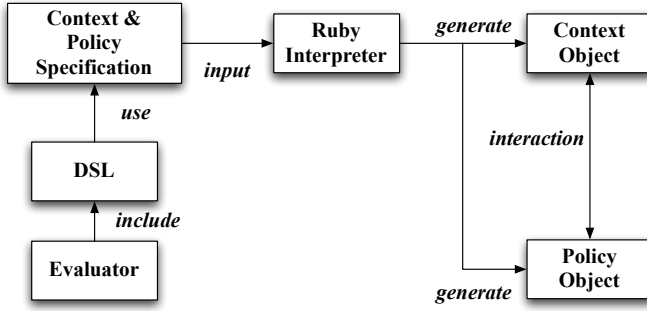 Context &
Policy
Specification
input
Ruby
Interpreter
generate
Context
Object
use
interaction
DSL
include
Evaluator
generate
Policy
Object